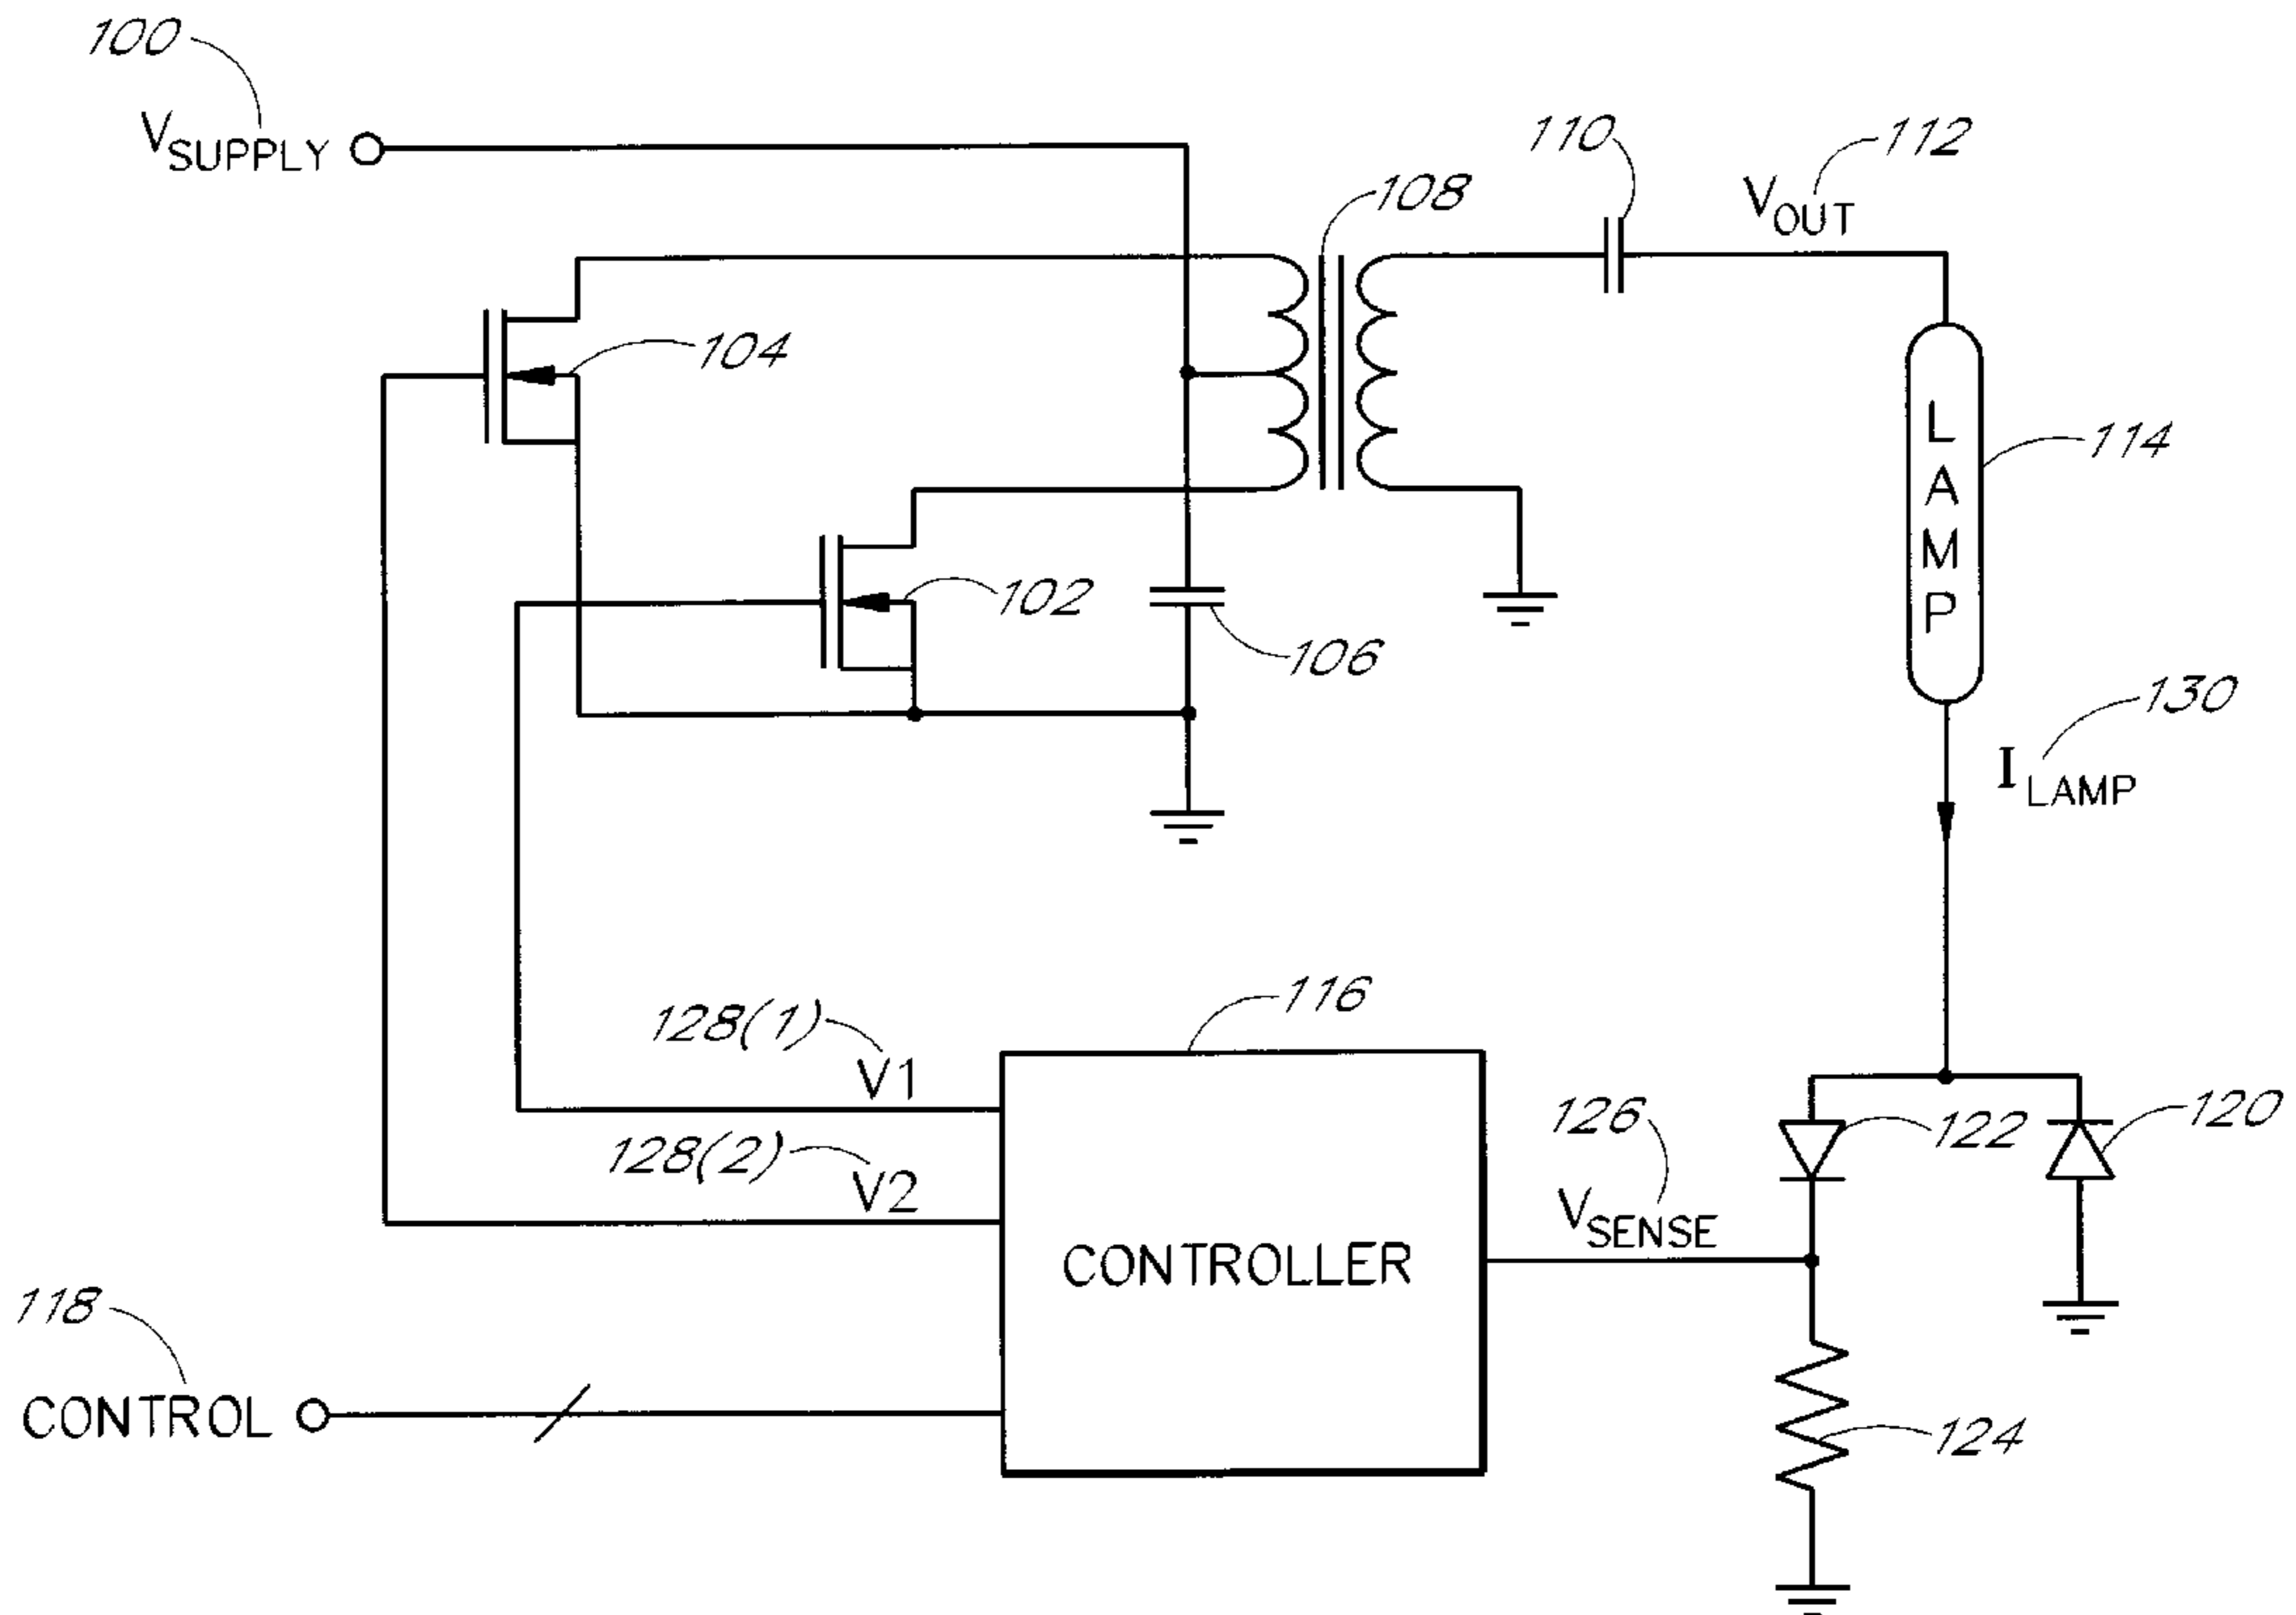 100
VSUPPLY
110
112
VOUT
108
104
114
LAMP
102
106
130
ILAMP
116
128(1)
V1
128(2)
V2
126
VSENSE
122
120
CONTROLLER
118
CONTROL
124